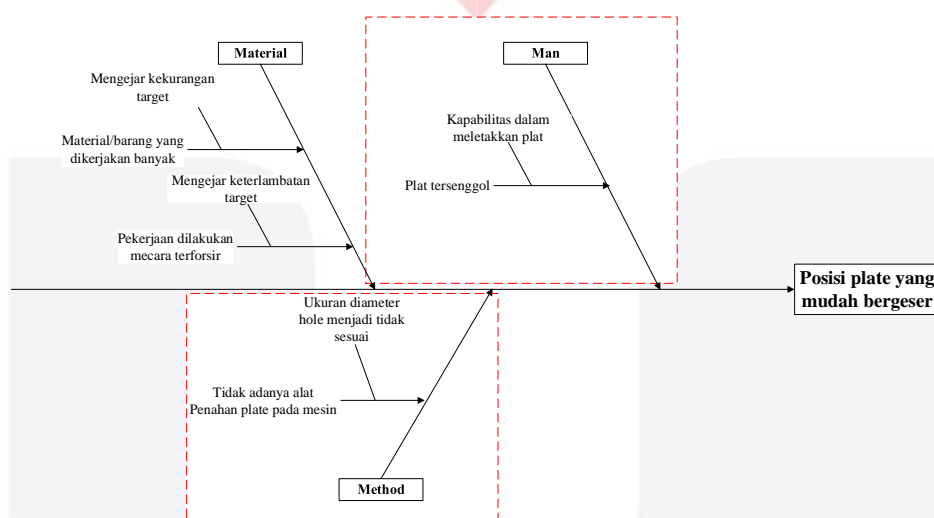 Material
Man
Mengejar kekurangan
target
Kapabilitas dalam
meletakkan plat
Material/barang yang
dikerjakan banyak
Mengejar keterlambatan
target
Plat tersenggol
Pekerjaan dilakukan
mecara terforsir
Posisi plate yang
mudah bergeser
Ukuran diameter
hole menjadi tidak
sesuai
Tidak adanya alat
Penahan plate pada mesin
Method